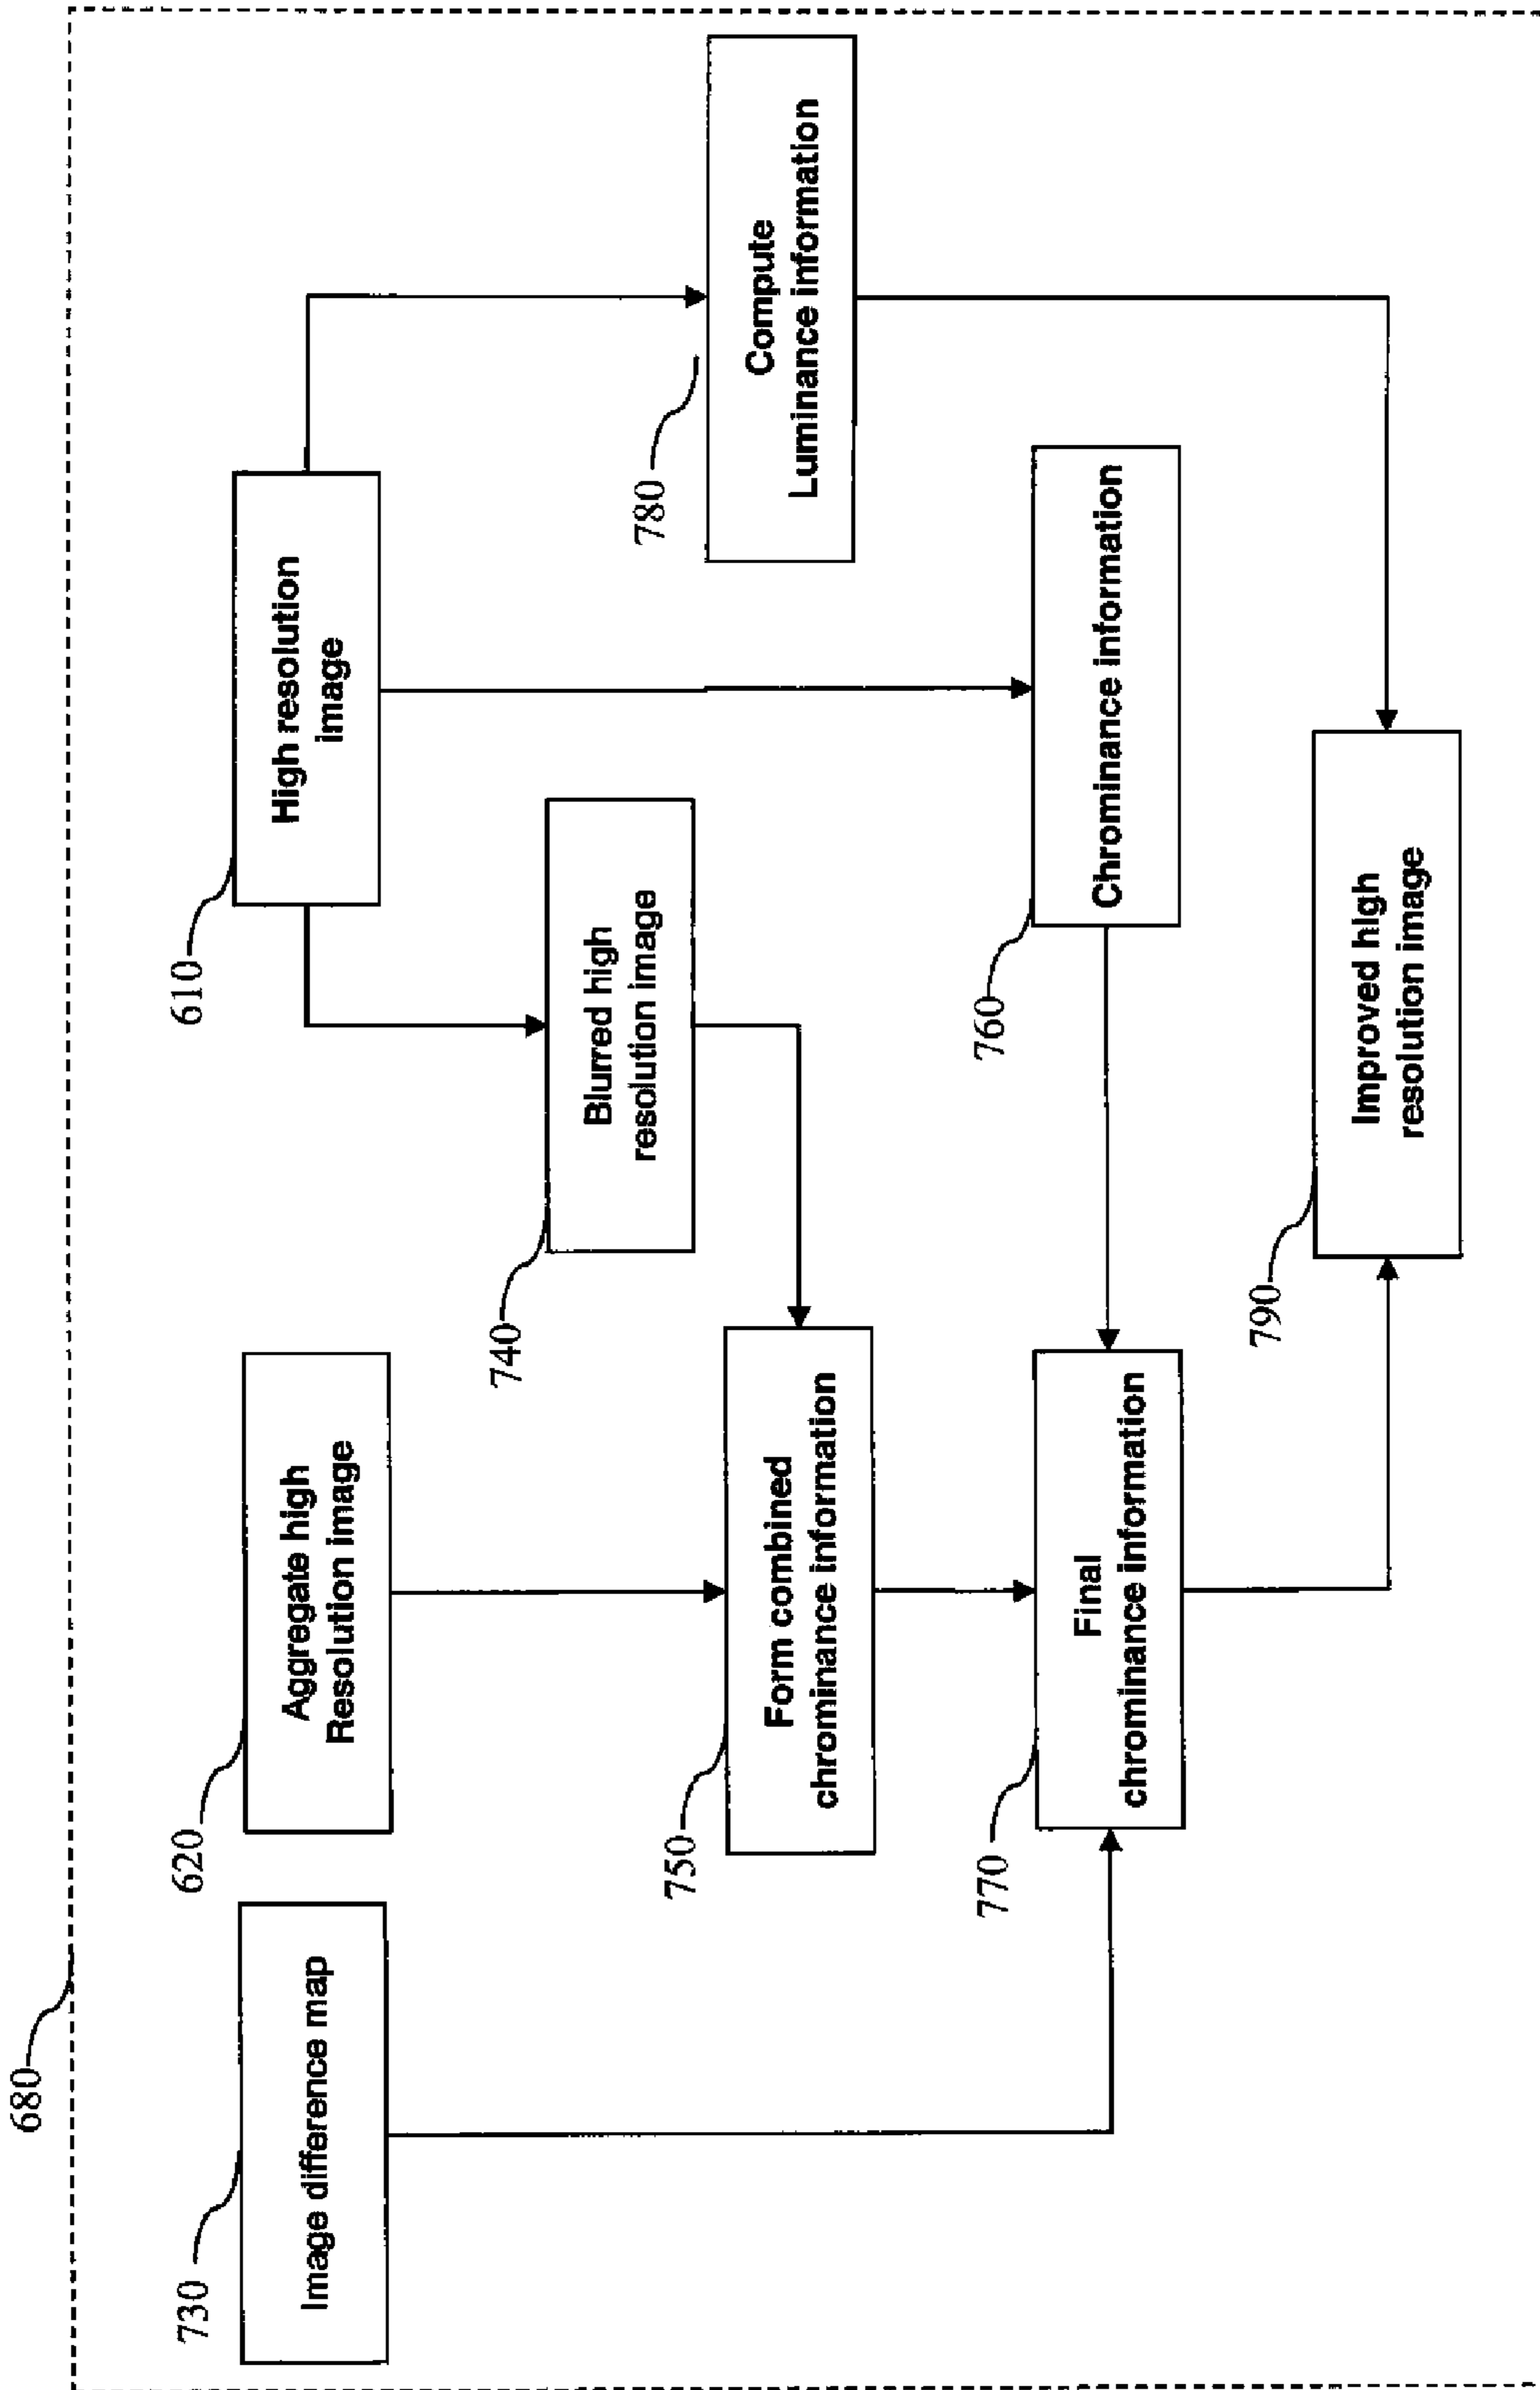 680
730
Image difference map
620
Aggregate high
Resolution image
610
High resolution
image
740
Blurred high
resolution image
780
Compute
Luminance information
750
Form combined
chrominance information
770
Final
chrominance information
760
Chrominance information
790
Improved high
resolution image